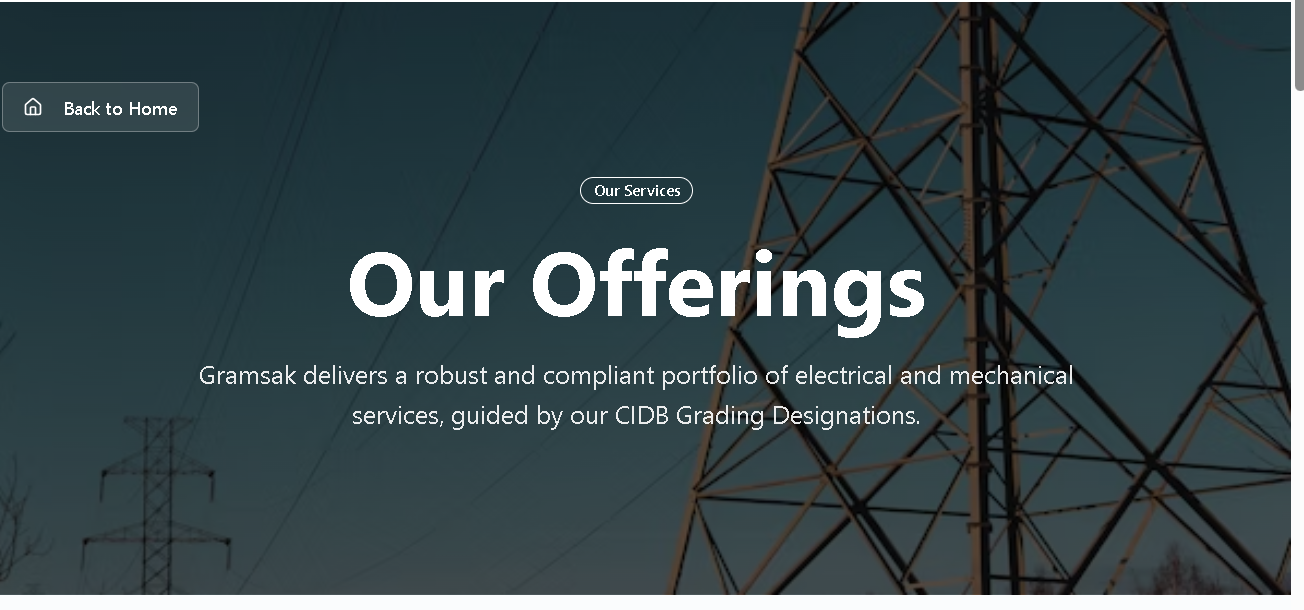 Back to Home
Our Services
Our Offerings
Gramsak delivers a robust and compliant portfolio of electrical and mechanical
services, guided by our CIDB Grading Designations.